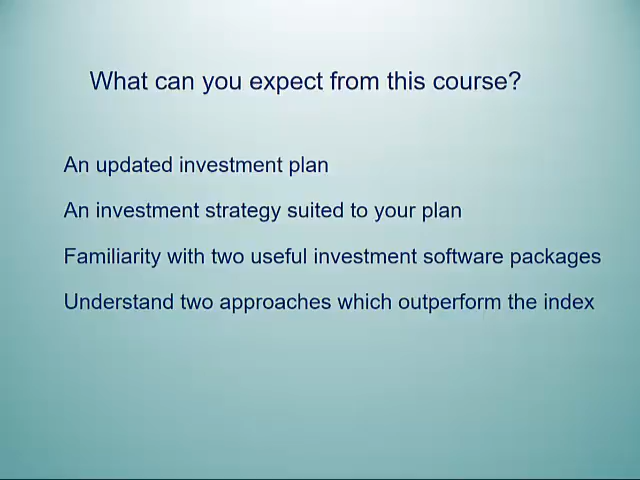 What can you expect from this course?
An updated investment plan
An investment strategy suited to your plan
Familiarity with two useful investment software packages
Understand two approaches which outperform the index